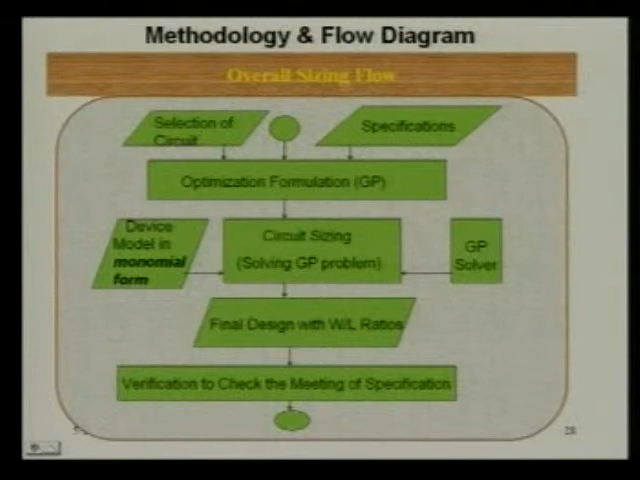 Methodology & Flow Diagram
Overall Sizing Flow
Selection of
Circuit
Specifications
Optimization Formulation (GP)
Device
Model in
monomial
form
Circuit Sizing
(Solving GP problem)
GP
Solver
Final Design with W/L Ratios
Verification to Check the Meeting of Specification
28